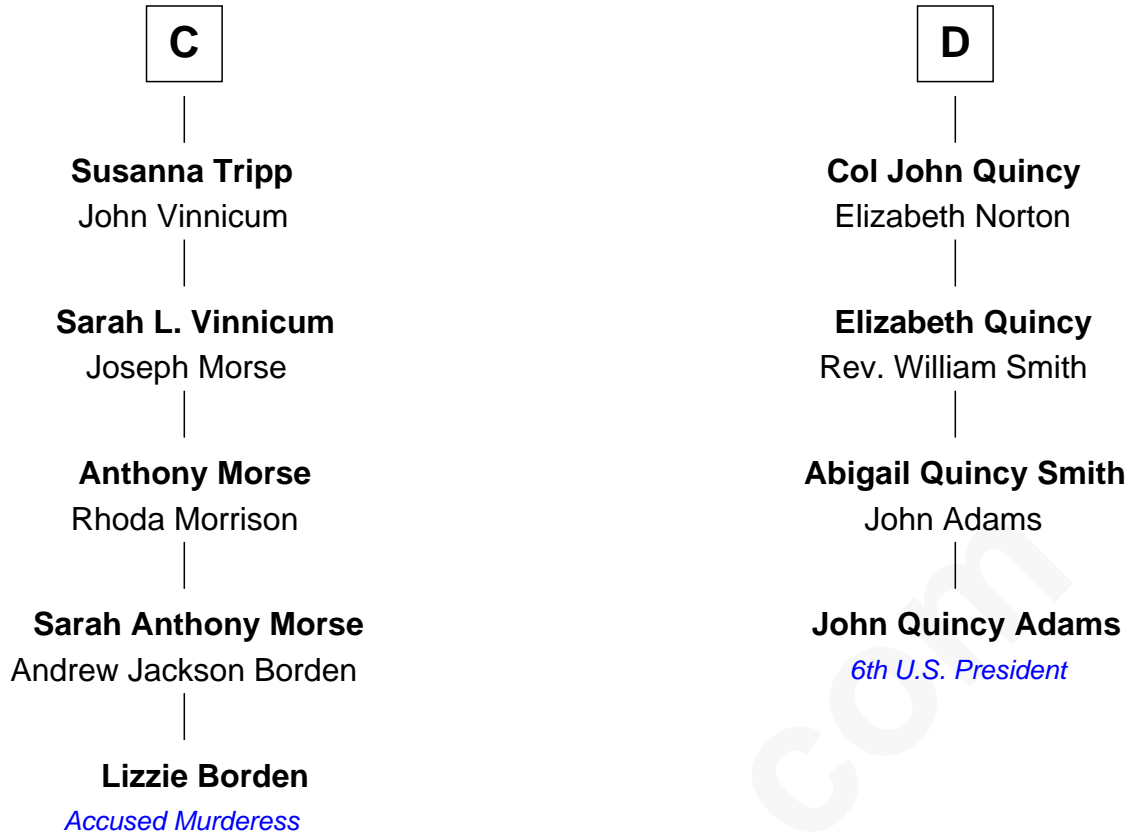 C
Susanna Tripp
John Vinnicum
Sarah L. Vinnicum
Joseph Morse
Anthony Morse
Rhoda Morrison
Sarah Anthony Morse
Andrew Jackson Borden
Lizzie Borden
Accused Murderess
D
Col John Quincy
Elizabeth Norton
Elizabeth Quincy
Rev. William Smith
Abigail Quincy Smith
John Adams
John Quincy Adams
6th U.S. President
com